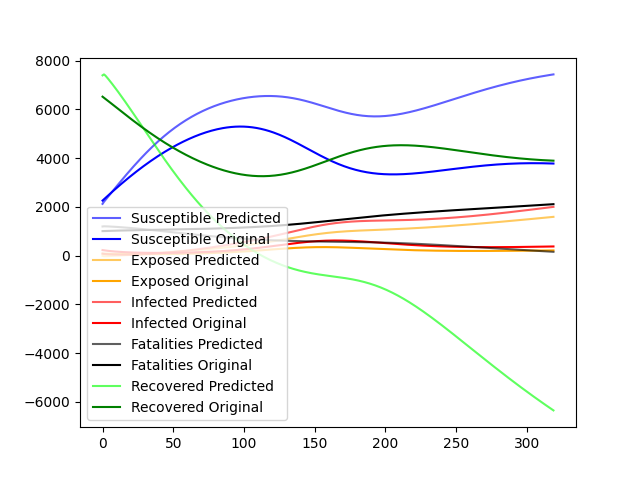 8000
6000
4000
2000
0
−2000
−4000
−6000
Susceptible Predicted
Susceptible Original
Exposed Predicted
Exposed Original
Infected Predicted
Infected Original
Fatalities Predicted
Fatalities Original
Recovered Predicted
Recovered Original
0 50 100 150 200 250 300